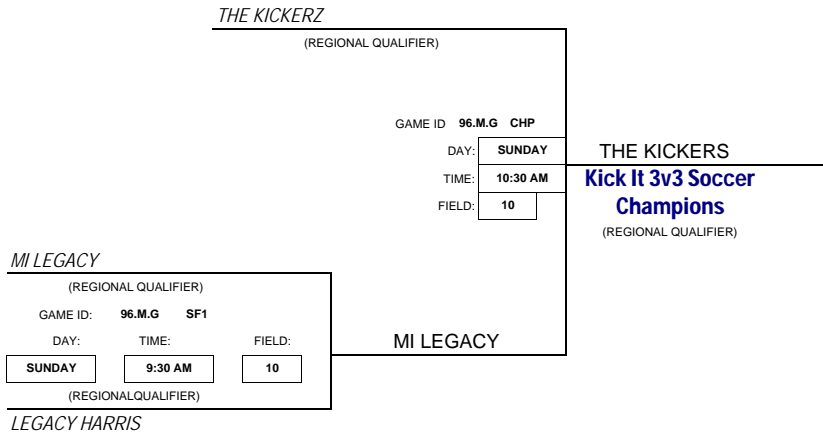 THE KICKERZ
(REGIONAL QUALIFIER)
GAME ID 96.M.G CHP
DAY: SUNDAY
TIME: 10:30 AM
FIELD: 10
THE KICKERS
Kick It 3v3 Soccer
Champions
(REGIONAL QUALIFIER)
MI LEGACY
(REGIONAL QUALIFIER)
GAME ID: 96.M.G SF1
DAY: TIME: FIELD:
SUNDAY 9:30 AM 10
(REGIONALQUALIFIER)
LEGACY HARRIS
MI LEGACY